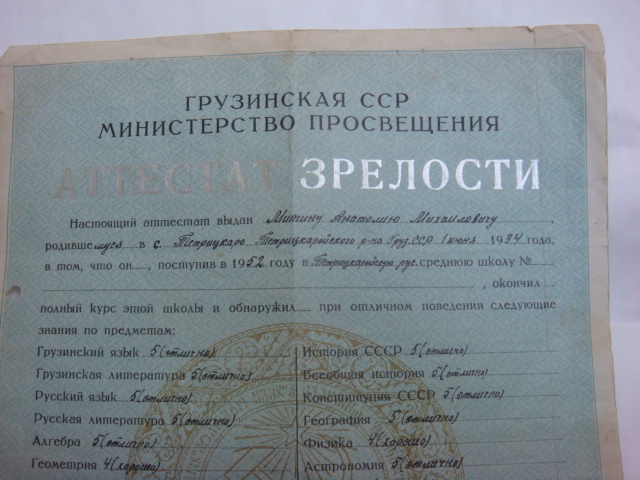 ГРУЗИНСКАЯ ССР
МИНИСТЕРСТВО ПРОСВЕЩЕНИЯ
АТТЕСТАТ ЗРЕЛОСТИ
Настоящий аттестат выдан Анатолию Михайловичу,
родившемуся в с. Тетрицкаро Тетрицкаройского р-на Груз.ССР 1 июня 1934 года,
в том, что он......, поступив в 1952 году в Тетрицкаройскую рус. среднюю школу №
, окончил
полный курс этой школы и обнаружил...... при отличном поведении следующие
знания по предметам:
Грузинский язык 5 (отлично) История СССР 5 (отлично)
Грузинская литература 5 (отлично) Всеобщая история 5 (отлично)
Русский язык 5 (отлично) Конституция СССР 5 (отлично)
Русская литература 5 (отлично) География 5 (отлично)
Алгебра 5 (отлично) Физика 4 (хорошо)
Геометрия 4 (хорошо) Астрономия 5 (отлично)